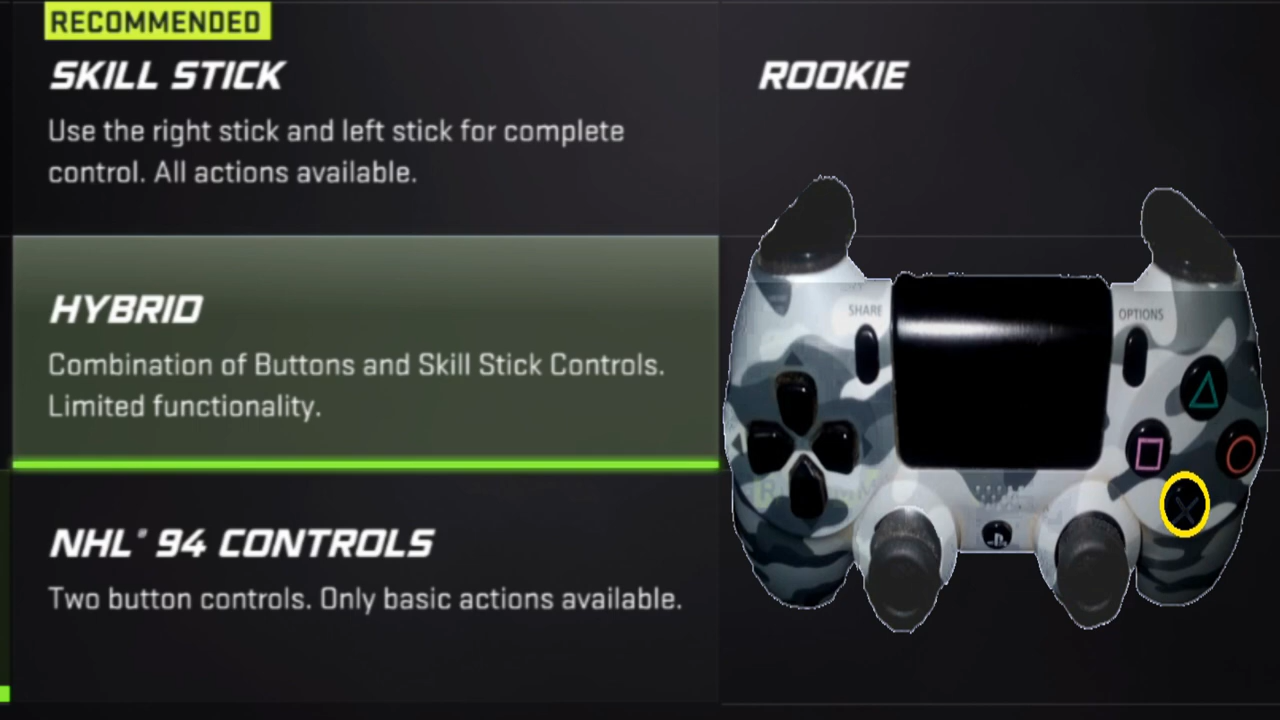 RECOMMENDED
SKILL STICK
Use the right stick and left stick for complete
control. All actions available.
HYBRID
Combination of Buttons and Skill Stick Controls.
Limited functionality.
NHL® 94 CONTROLS
Two button controls. Only basic actions available.
ROOKIE
SHARE
OPTIONS